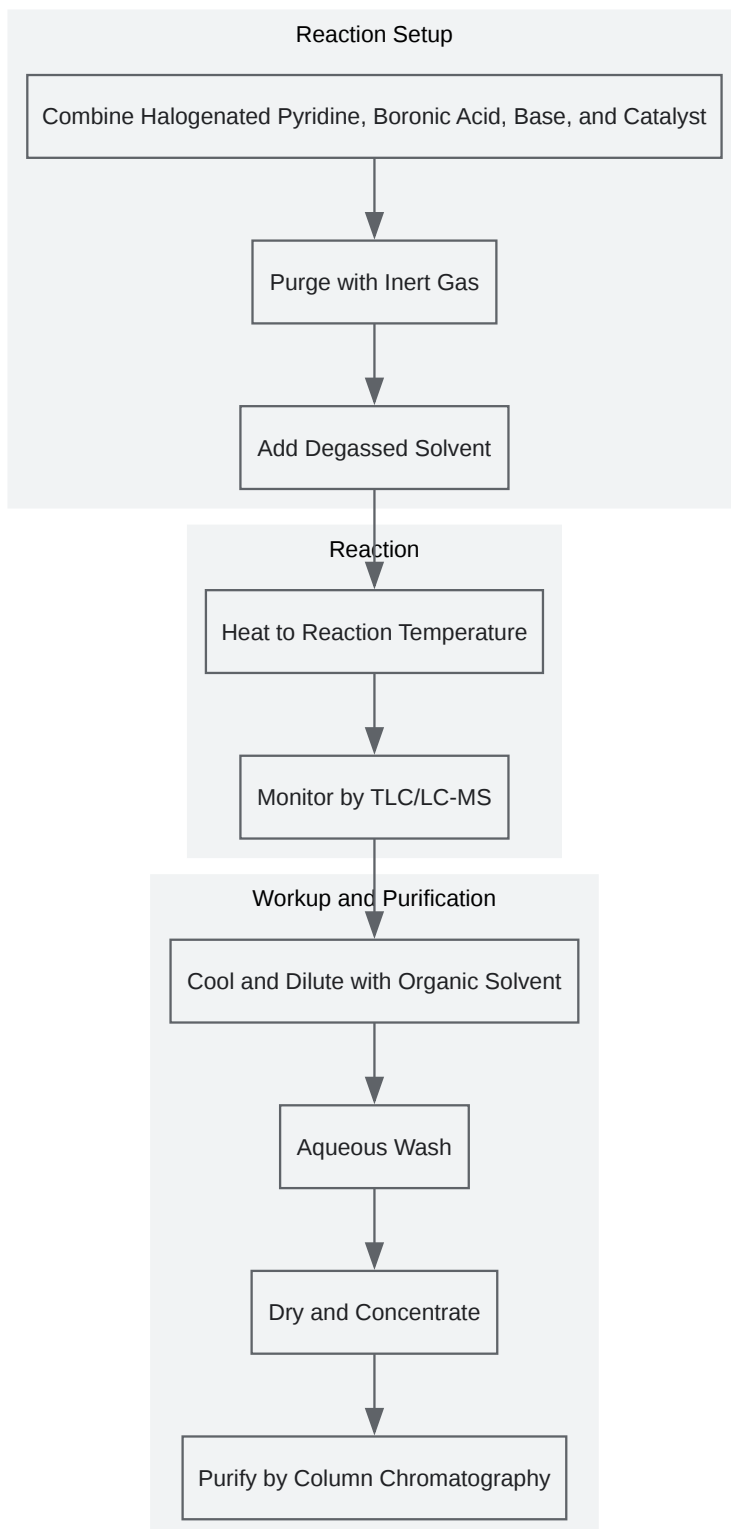 Reaction Setup
Combine Halogenated Pyridine, Boronic Acid, Base, and Catalyst
Purge with Inert Gas
Add Degassed Solvent
Reaction
Heat to Reaction Temperature
Monitor by TLC/LC-MS
Workup and Purification
Cool and Dilute with Organic Solvent
Aqueous Wash
Dry and Concentrate
Purify by Column Chromatography